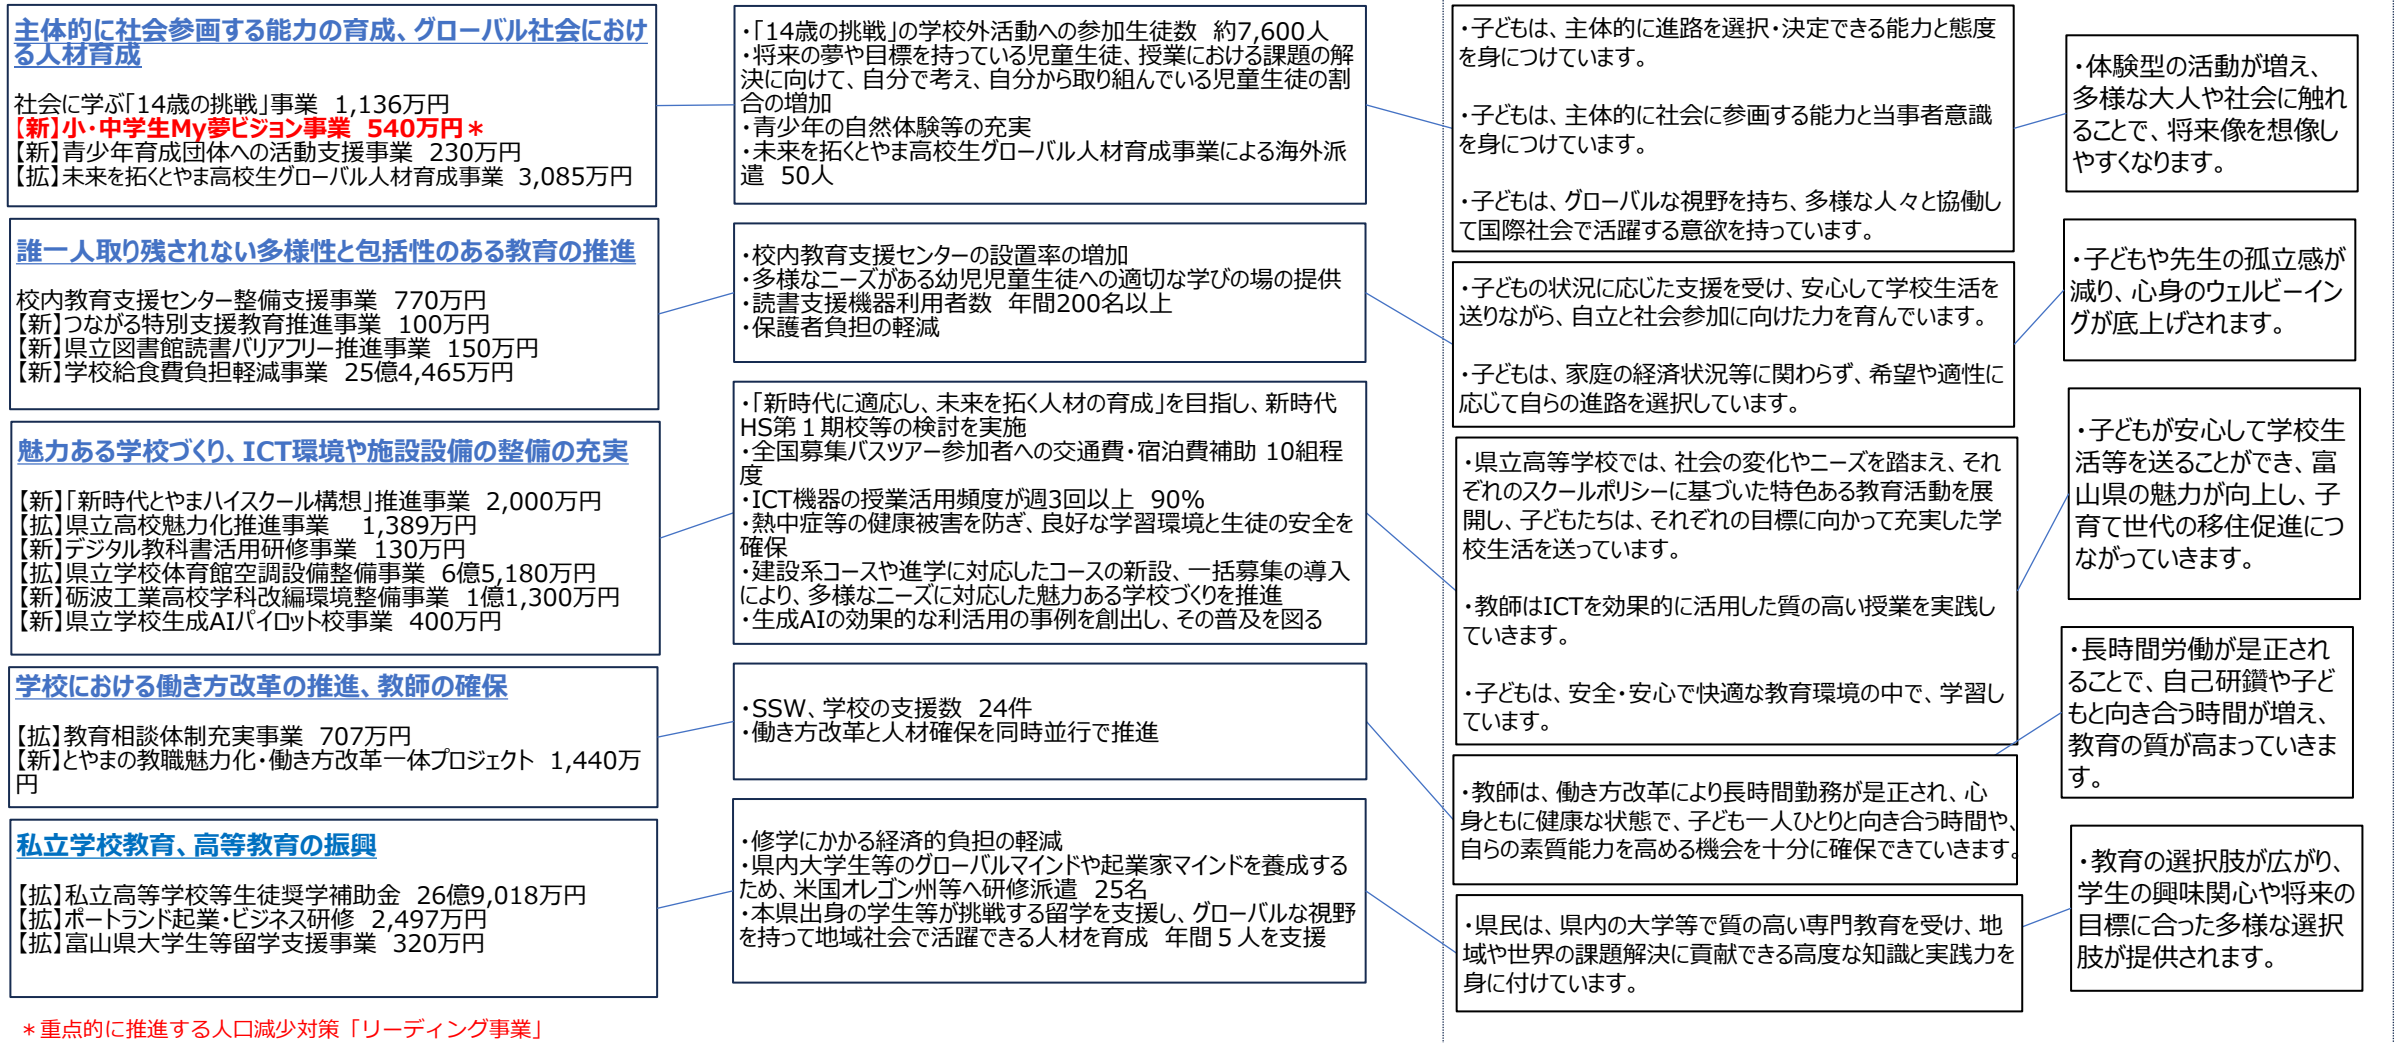 主体的に社会参画する能力の育成、グローバル社会におけ
る人材育成
社会に学ぶ「14歳の挑戦」事業　1,136万円
【新】小・中学生My夢ビジョン事業　540万円＊
【新】青少年育成団体への活動支援事業　230万円
【拡】未来を拓くとやま高校生グローバル人材育成事業　3,085万円
・「14歳の挑戦」の学校外活動への参加生徒数　約7,600人
・将来の夢や目標を持っている児童生徒、授業における課題の解
決に向けて、自分で考え、自分から取り組んでいる児童生徒の割
合の増加
・青少年の自然体験等の充実
・未来を拓くとやま高校生グローバル人材育成事業による海外派
遣　50人
・子どもは、主体的に進路を選択・決定できる能力と態度
を身につけています。
・子どもは、主体的に社会に参画する能力と当事者意識
を身につけています。
・子どもは、グローバルな視野を持ち、多様な人々と協働し
て国際社会で活躍する意欲を持っています。
・体験型の活動が増え、
多様な大人や社会に触れ
ることで、将来像を想像し
やすくなります。
誰一人取り残されない多様性と包括性のある教育の推進
校内教育支援センター整備支援事業　770万円
【新】つながる特別支援教育推進事業　100万円
【新】県立図書館読書バリアフリー推進事業　150万円
【新】学校給食費負担軽減事業　25億4,465万円
・校内教育支援センターの設置率の増加
・多様なニーズがある幼児児童生徒への適切な学びの場の提供
・読書支援機器利用者数　年間200名以上
・保護者負担の軽減
・子どもの状況に応じた支援を受け、安心して学校生活を
送りながら、自立と社会参加に向けた力を育んでいます。
・子どもは、家庭の経済状況等に関わらず、希望や適性に
応じて自らの進路を選択しています。
・子どもや先生の孤立感が
減り、心身のウェルビーイン
グが底上げされます。
魅力ある学校づくり、ICT環境や施設設備の整備の充実
【新】「新時代とやまハイスクール構想」推進事業　2,000万円
【拡】県立高校魅力化推進事業　 1,389万円
【新】デジタル教科書活用研修事業　130万円
【拡】県立学校体育館空調設備整備事業　6億5,180万円
【新】砺波工業高校学科改編環境整備事業　1億1,300万円
【新】県立学校生成AIパイロット校事業　400万円
・「新時代に適応し、未来を拓く人材の育成」を目指し、新時代
HS第１期校等の検討を実施
・全国募集バスツアー参加者への交通費・宿泊費補助 10組程
度
・ICT機器の授業活用頻度が週3回以上　90%
・熱中症等の健康被害を防ぎ、良好な学習環境と生徒の安全を
確保
・建設系コースや進学に対応したコースの新設、一括募集の導入
により、多様なニーズに対応した魅力ある学校づくりを推進
・生成AIの効果的な利活用の事例を創出し、その普及を図る
・県立高等学校では、社会の変化やニーズを踏まえ、それ
ぞれのスクールポリシーに基づいた特色ある教育活動を展
開し、子どもたちは、それぞれの目標に向かって充実した学
校生活を送っています。
・教師はICTを効果的に活用した質の高い授業を実践し
ていきます。
・子どもは、安全・安心で快適な教育環境の中で、学習し
ています。
・子どもが安心して学校生
活等を送ることができ、富
山県の魅力が向上し、子
育て世代の移住促進につ
ながっていきます。
学校における働き方改革の推進、教師の確保
【拡】教育相談体制充実事業　707万円
【新】とやまの教職魅力化・働き方改革一体プロジェクト　1,440万
円
・SSW、学校の支援数　24件
・働き方改革と人材確保を同時並行で推進
・教師は、働き方改革により長時間勤務が是正され、心
身ともに健康な状態で、子ども一人ひとりと向き合う時間や、
自らの素質能力を高める機会を十分に確保できていきます。
・長時間労働が是正され
ることで、自己研鑽や子ど
もと向き合う時間が増え、
教育の質が高まっていきま
す。
私立学校教育、高等教育の振興
【拡】私立高等学校等生徒奨学補助金　26億9,018万円
【拡】ポートランド起業・ビジネス研修　2,497万円
【拡】富山県大学生等留学支援事業　320万円
・修学にかかる経済的負担の軽減
・県内大学生等のグローバルマインドや起業家マインドを養成する
ため、米国オレゴン州等へ研修派遣　25名
・本県出身の学生等が挑戦する留学を支援し、グローバルな視野
を持って地域社会で活躍できる人材を育成　年間５人を支援
・県民は、県内の大学等で質の高い専門教育を受け、地
域や世界の課題解決に貢献できる高度な知識と実践力を
身に付けています。
・教育の選択肢が広がり、
学生の興味関心や将来の
目標に合った多様な選択
肢が提供されます。
＊重点的に推進する人口減少対策「リーディング事業」